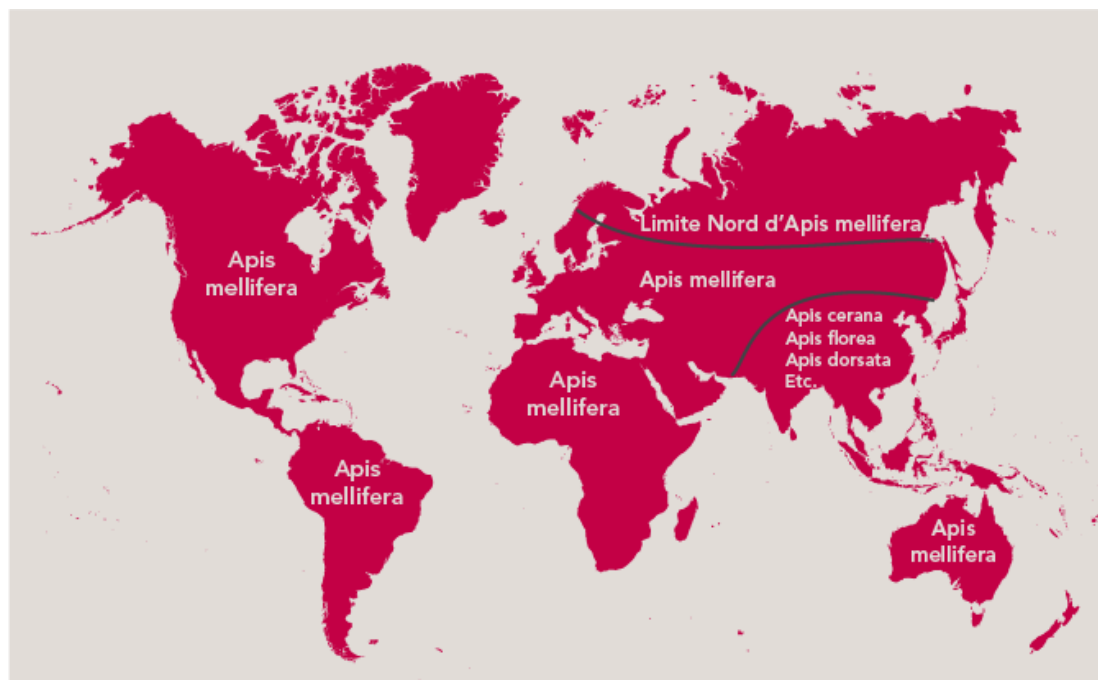 Limite Nord d'Apis mellifera
Apis
mellifera
Apis mellifera
Apis cerana
Apis florea
Apis dorsata
Etc.
Apis
mellifera
Apis
mellifera
Apis
mellifera